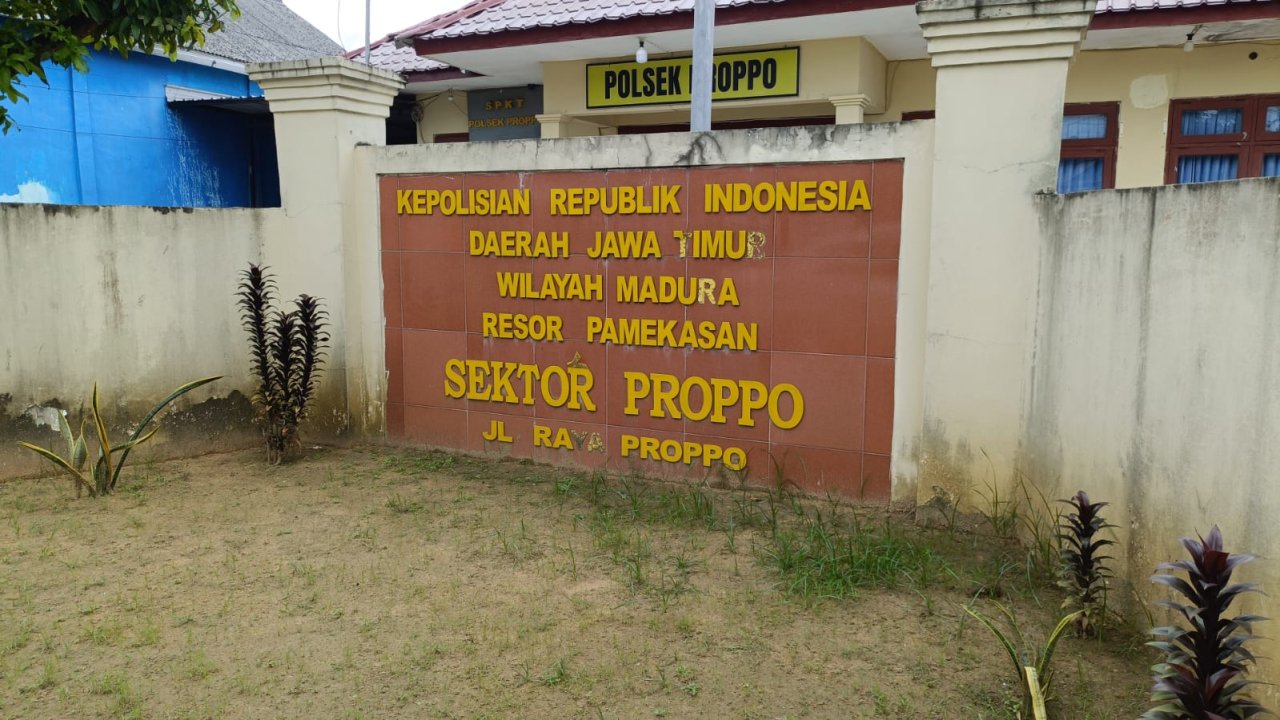 POLSEK PROPPO
SPKT
POLSEK PROPPO
KEPOLISIAN REPUBLIK INDONESIA
DAERAH JAWA TIMUR
WILAYAH MADURA
RESOR PAMEKASAN
SEKTOR PROPPO
JL RAYA PROPPO